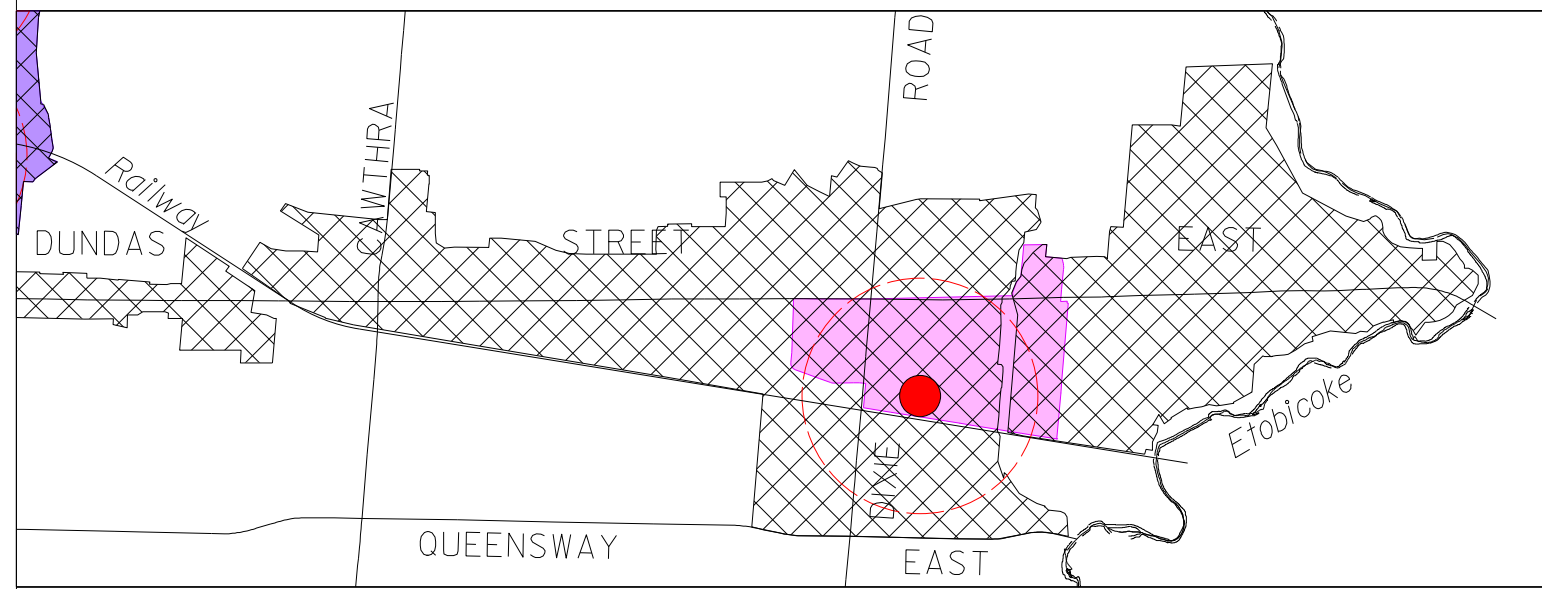 ROAD
CAWTHRA
Railway
DUNDAS STREET EAST
Etobicoke
DIXIE
QUEENSWAY EAST